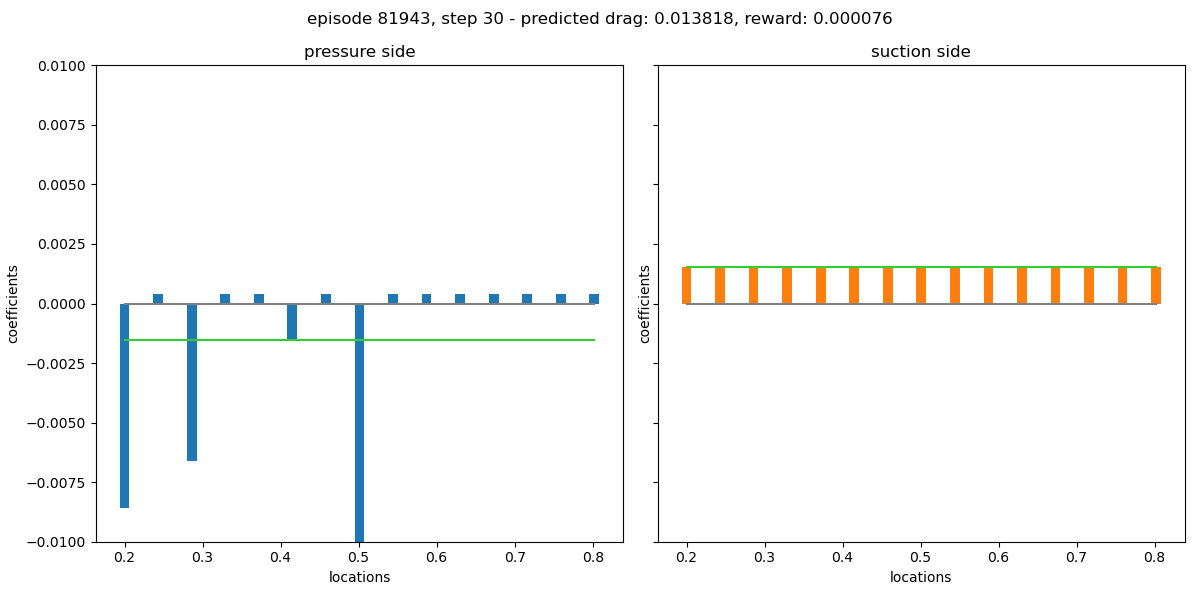 episode 81943, step 30 - predicted drag: 0.013818, reward: 0.000076
pressure side
suction side
0.0100
0.0075
0.0050
0.0025
0.0000
−0.0025
−0.0050
−0.0075
−0.0100
coefficients
coefficients
0.2 0.3 0.4 0.5 0.6 0.7 0.8
0.2 0.3 0.4 0.5 0.6 0.7 0.8
locations
locations